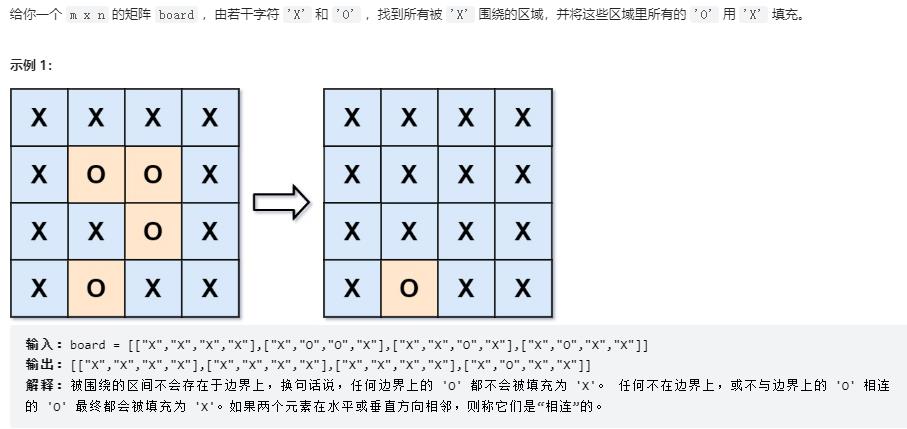 给你一个 m x n 的矩阵 board ，由若干字符 'X' 和 'O' ，找到所有被 'X' 围绕的区域，并将这些区域里所有的 'O' 用 'X' 填充。
示例 1：
X X X X X X X X
X O O X X X X X
X X O X X X X X
X O X X X O X X
输入：board = [["X","X","X","X"],["X","O","O","X"],["X","X","O","X"],["X","O","X","X"]]
输出：[["X","X","X","X"],["X","X","X","X"],["X","X","X","X"],["X","O","X","X"]]
解释：被围绕的区间不会存在于边界上，换句话说，任何边界上的 'O' 都不会被填充为 'X'。 任何不在边界上，或不与边界上的 'O' 相连
的 'O' 最终都会被填充为 'X'。如果两个元素在水平或垂直方向相邻，则称它们是“相连”的。